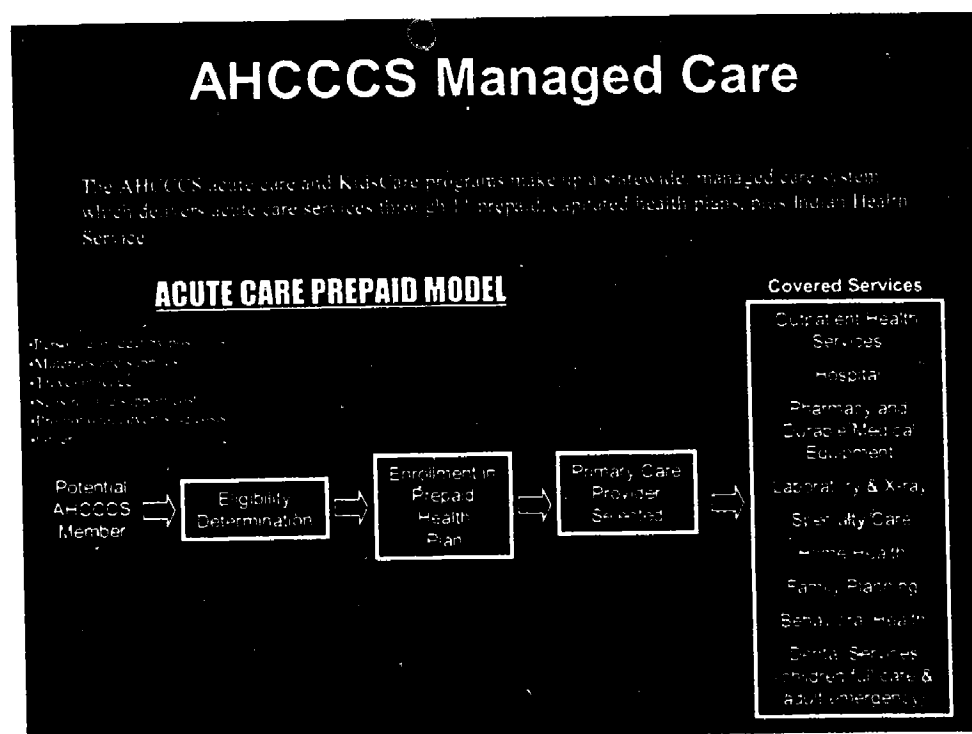 AHCCCS Managed Care
The AHCCCS acute care and KidsCare programs make up a statewide, managed care system
which delivers acute care services through prepaid, capitated health plans, plus Indian Health
Service
ACUTE CARE PREPAID MODEL
Covered Services
Outpatient Health
Services
Hospital
Pharmacy and
Durable Medical
Equipment
Laboratory & X-ray
Specialty Care
Home Health
Family Planning
Behavioral Health
Dental Services
children full care &
adult emergency
Potential
AHCCCS
Member
Eligibility
Determination
Enrollment in
Prepaid
Health
Plan
Primary Care
Provider
Selected